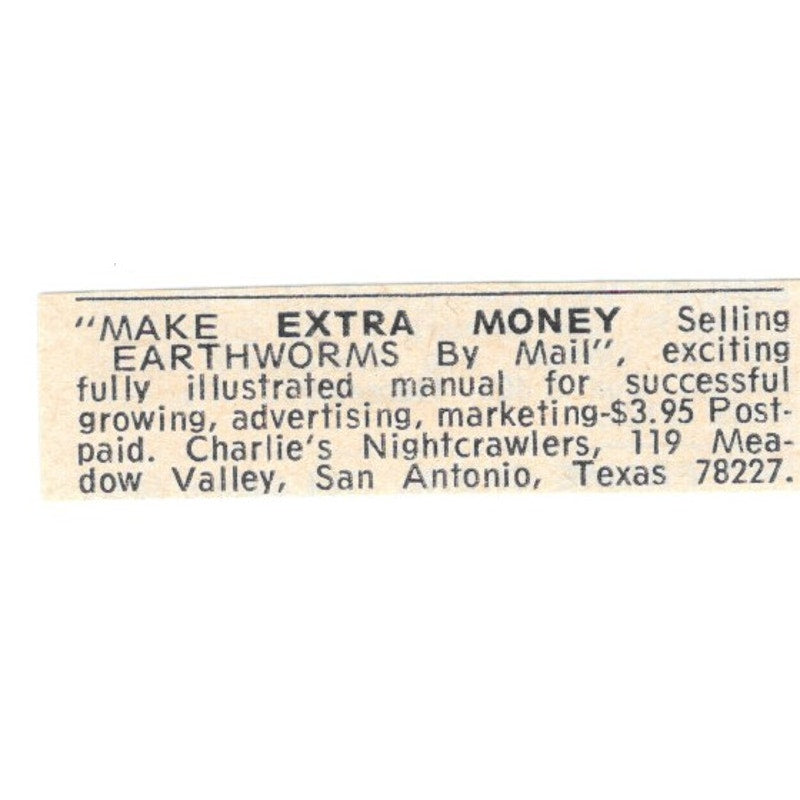 "MAKE EXTRA MONEY Selling
EARTHWORMS By Mail", exciting
fully illustrated manual for successful
growing, advertising, marketing-$3.95 Post-
paid. Charlie's Nightcrawlers, 119 Mea-
dow Valley, San Antonio, Texas 78227.